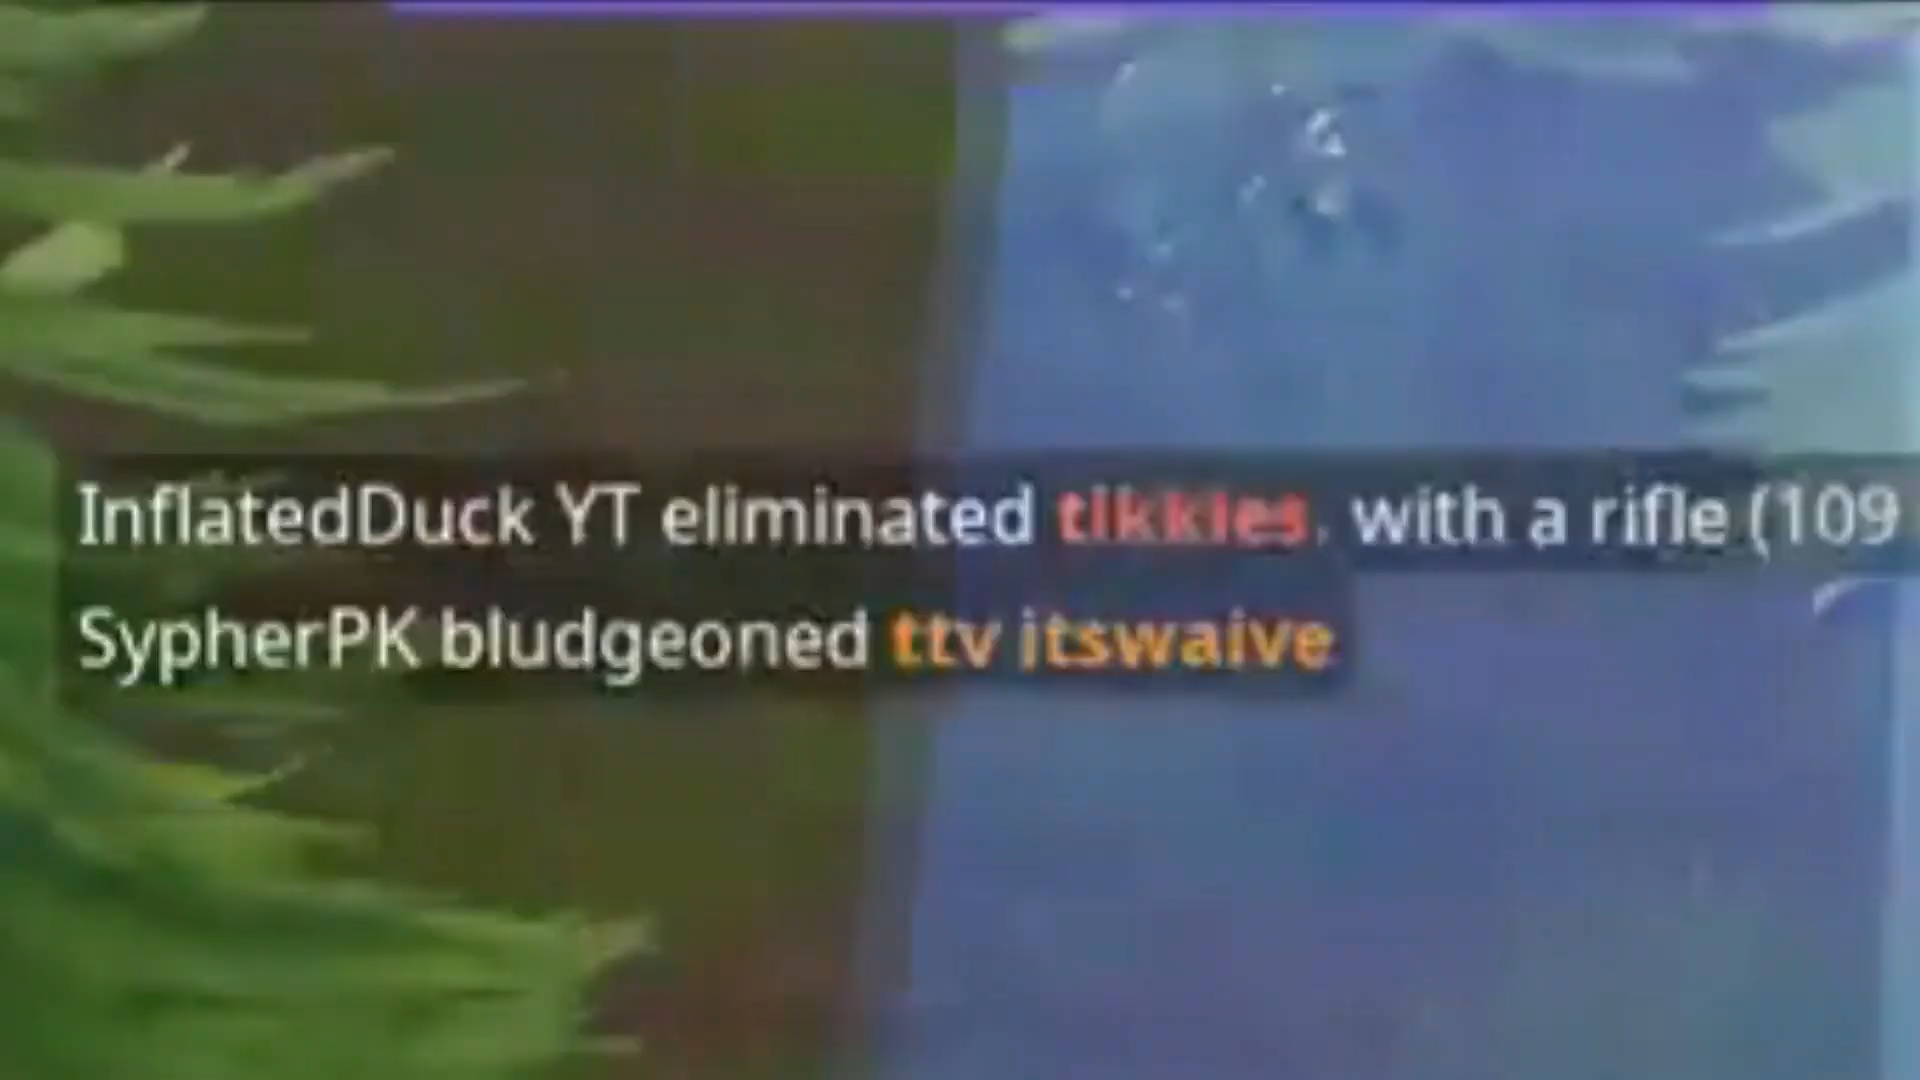 InflatedDuck YT eliminated tikkies. with a rifle (109
SypherPK bludgeoned ttv itswaive